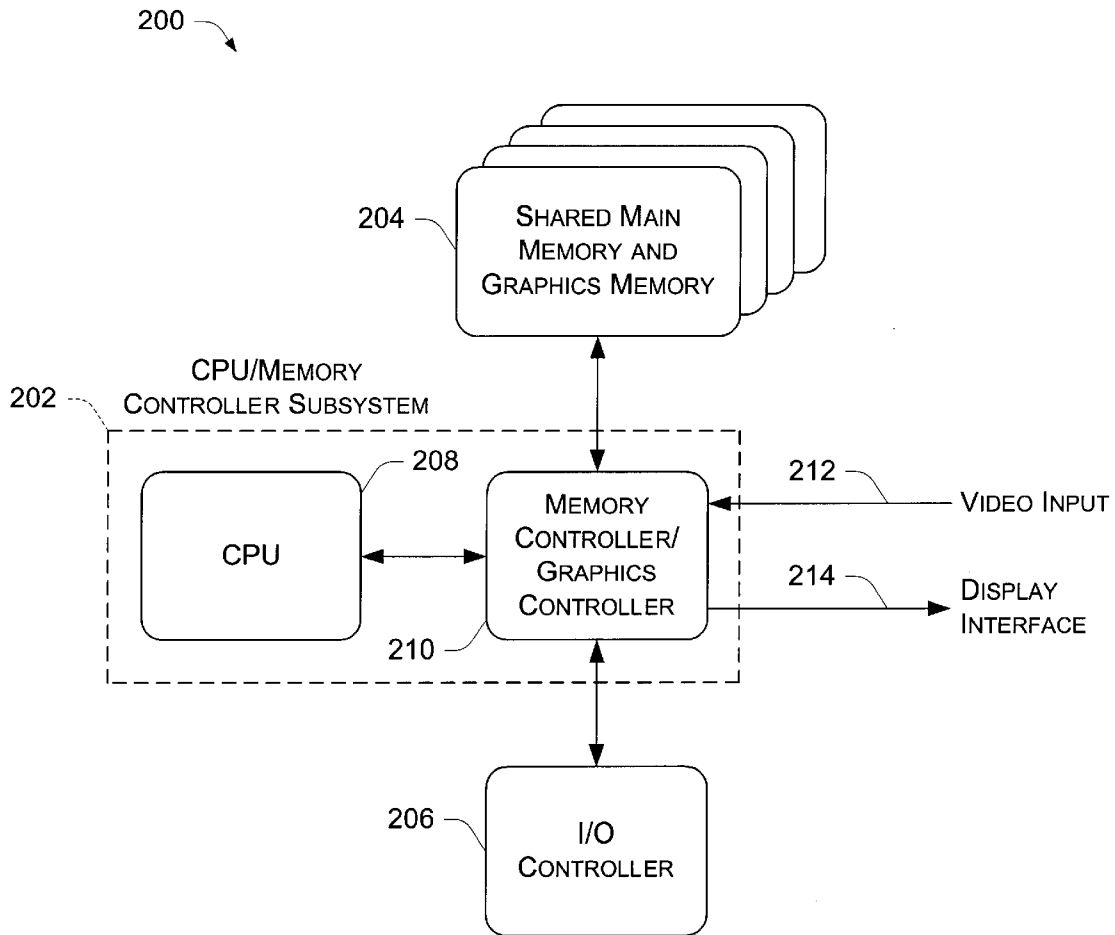 200
204
SHARED MAIN
MEMORY AND
GRAPHICS MEMORY
CPU/MEMORY
CONTROLLER SUBSYSTEM
202
208
CPU
MEMORY
CONTROLLER/
GRAPHICS
CONTROLLER
210
212
VIDEO INPUT
214
DISPLAY
INTERFACE
206
I/O
CONTROLLER